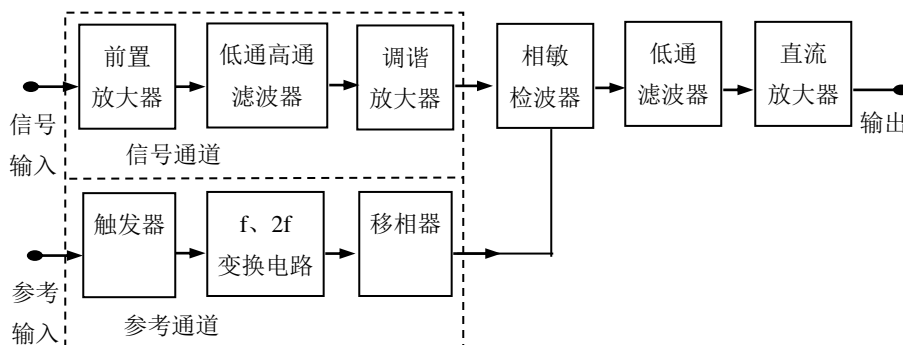 前置
放大器
低通高通
滤波器
调谐
放大器
相敏
检波器
低通
滤波器
直流
放大器
信号
输入
信号通道
输出
触发器
f、2f
变换电路
移相器
参考
输入
参考通道